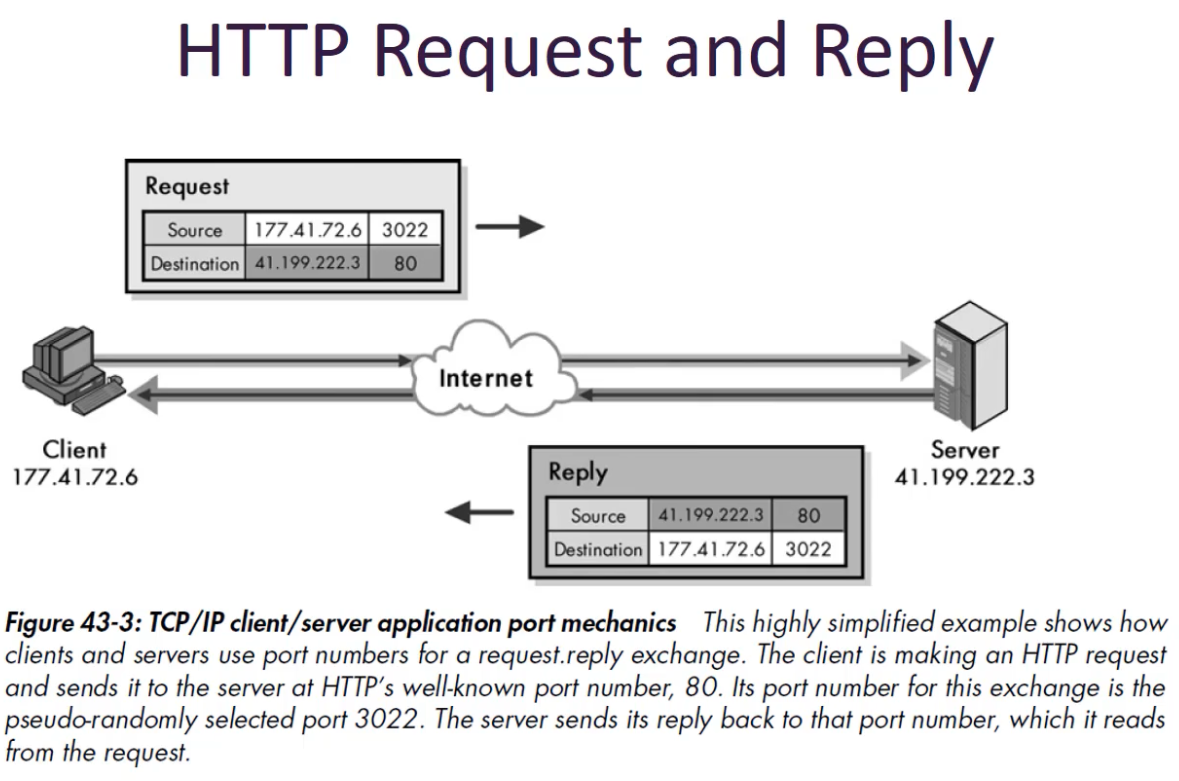 HTTP Request and Reply
Request
Source 177.41.72.6 3022
Destination 41.199.222.3 80
Internet
Client
177.41.72.6
Server
41.199.222.3
Reply
Source 41.199.222.3 80
Destination 177.41.72.6 3022
Figure 43-3: TCP/IP client/server application port mechanics This highly simplified example shows how
clients and servers use port numbers for a request.reply exchange. The client is making an HTTP request
and sends it to the server at HTTP's well-known port number, 80. Its port number for this exchange is the
pseudo-randomly selected port 3022. The server sends its reply back to that port number, which it reads
from the request.